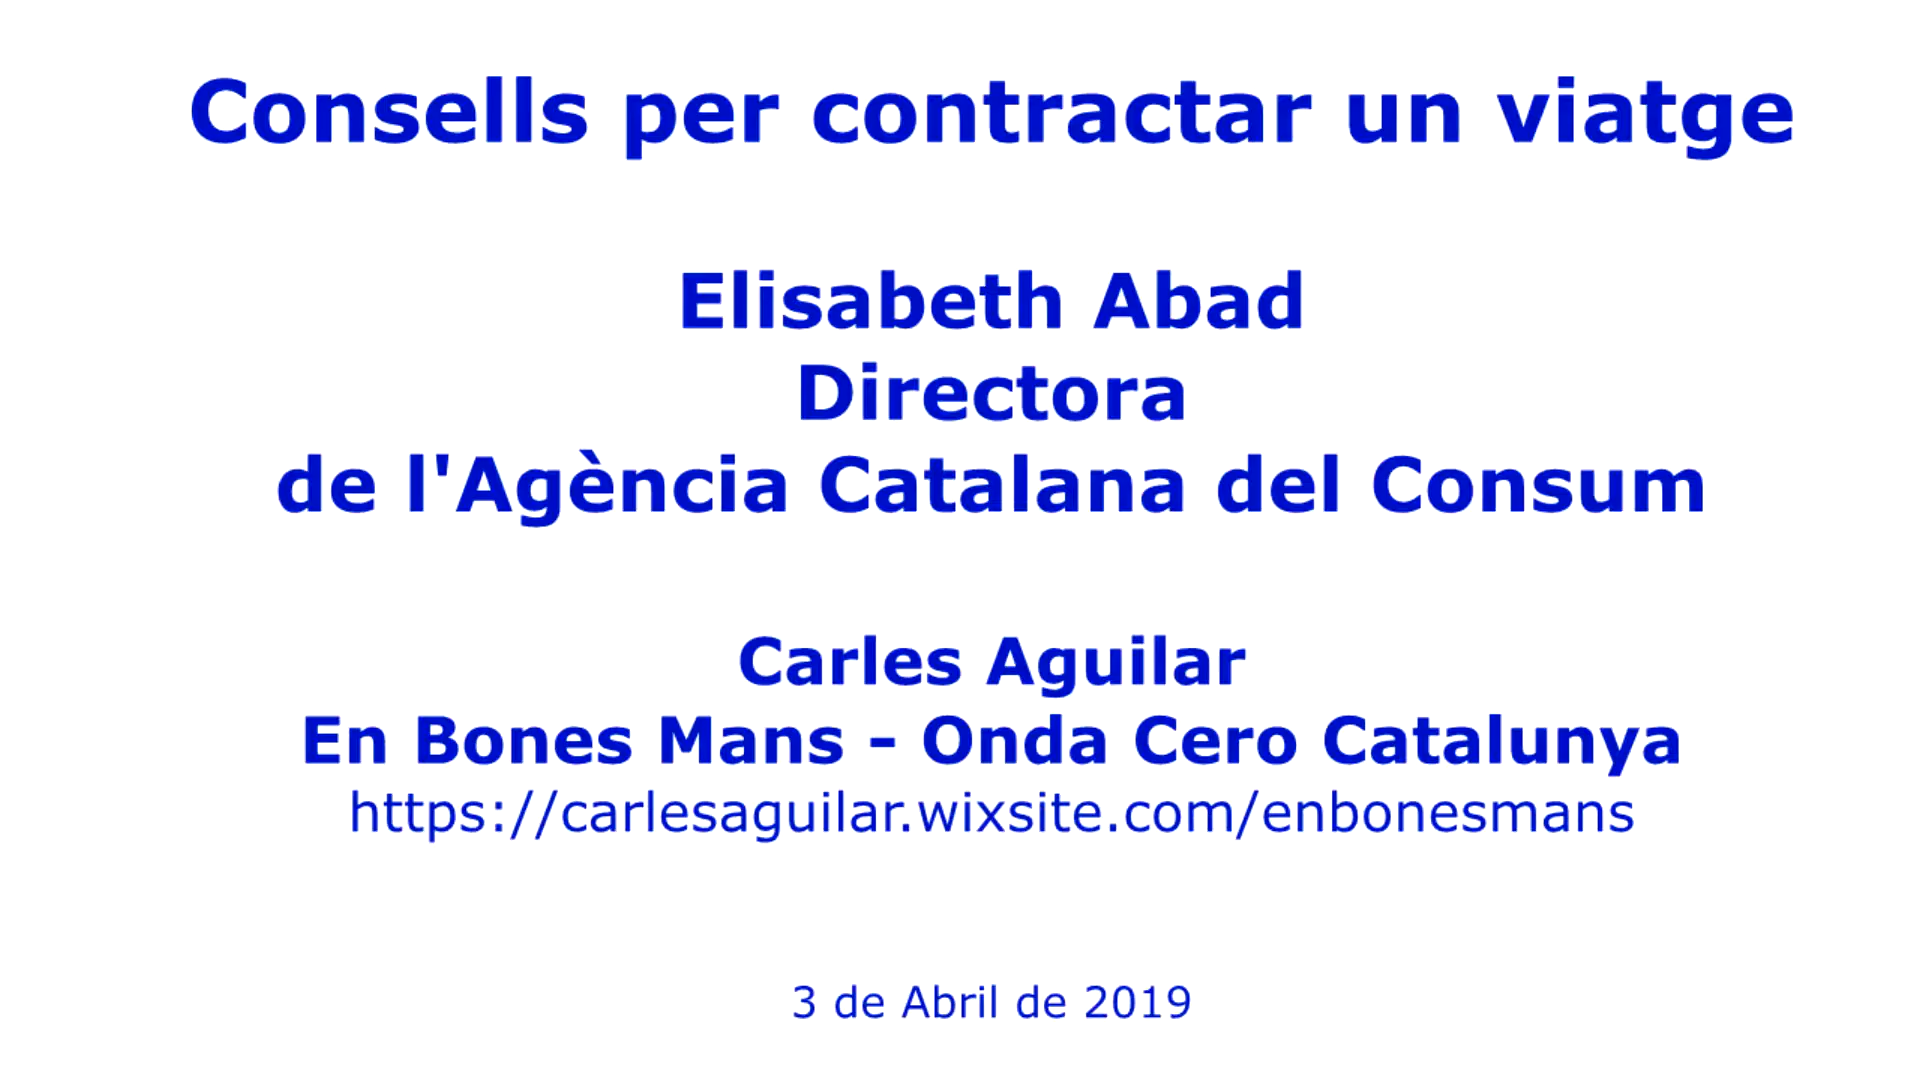 Consells per contractar un viatge
Elisabeth Abad
Directora
de l'Agència Catalana del Consum
Carles Aguilar
En Bones Mans - Onda Cero Catalunya
https://carlesaguilar.wixsite.com/enbonesmans
3 de Abril de 2019